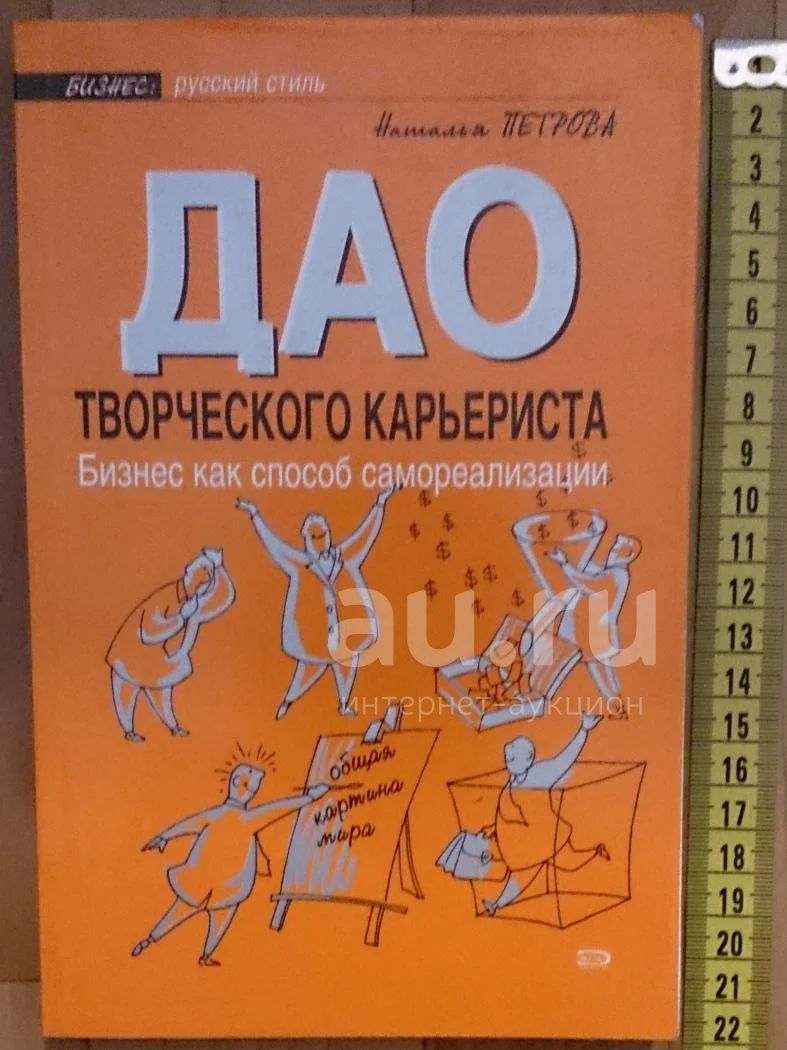 БИЗНЕС: русский стиль
Наталья ПЕТРОВА
ДАО
ТВОРЧЕСКОГО КАРЬЕРИСТА
Бизнес как способ самореализации
$ $ $ $ $ $ $ $ $ $ $ $ $ $
au.ru
интернет-аукцион
общая
картина
мира
1
2
3
4
5
6
7
8
9
10
11
12
13
14
15
16
17
18
19
20
21
22